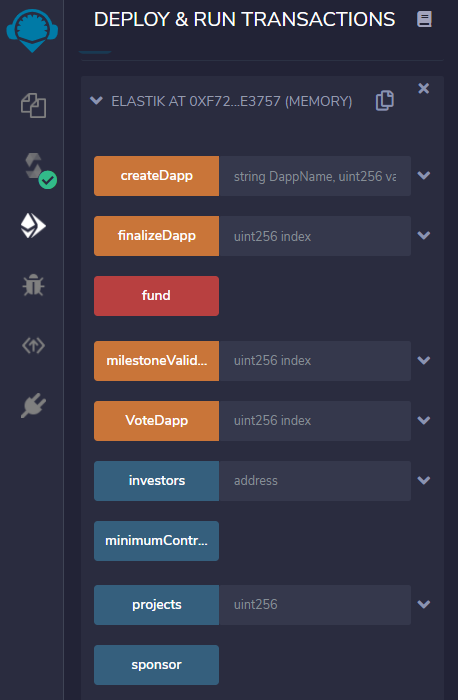 DEPLOY & RUN TRANSACTIONS
ELASTIK AT 0XF72...E3757 (MEMORY)
createDapp string DappName, uint256 va
finalizeDapp uint256 index
fund
milestoneValid... uint256 index
VoteDapp uint256 index
investors address
minimumContr...
projects uint256
sponsor